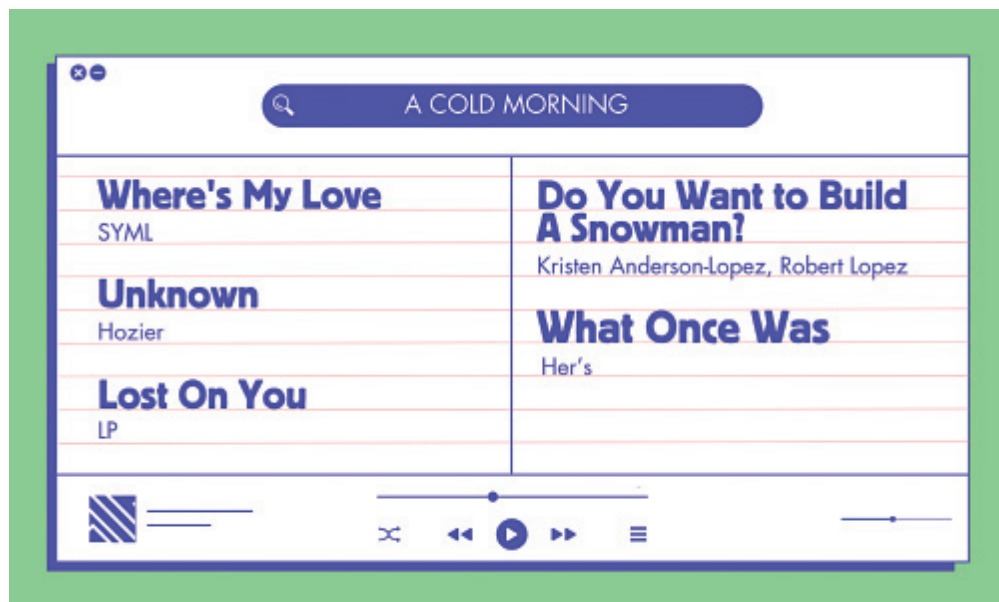 A COLD MORNING
Where's My Love
SYML
Unknown
Hozier
Lost On You
LP
Do You Want to Build
A Snowman?
Kristen Anderson-Lopez, Robert Lopez
What Once Was
Her's